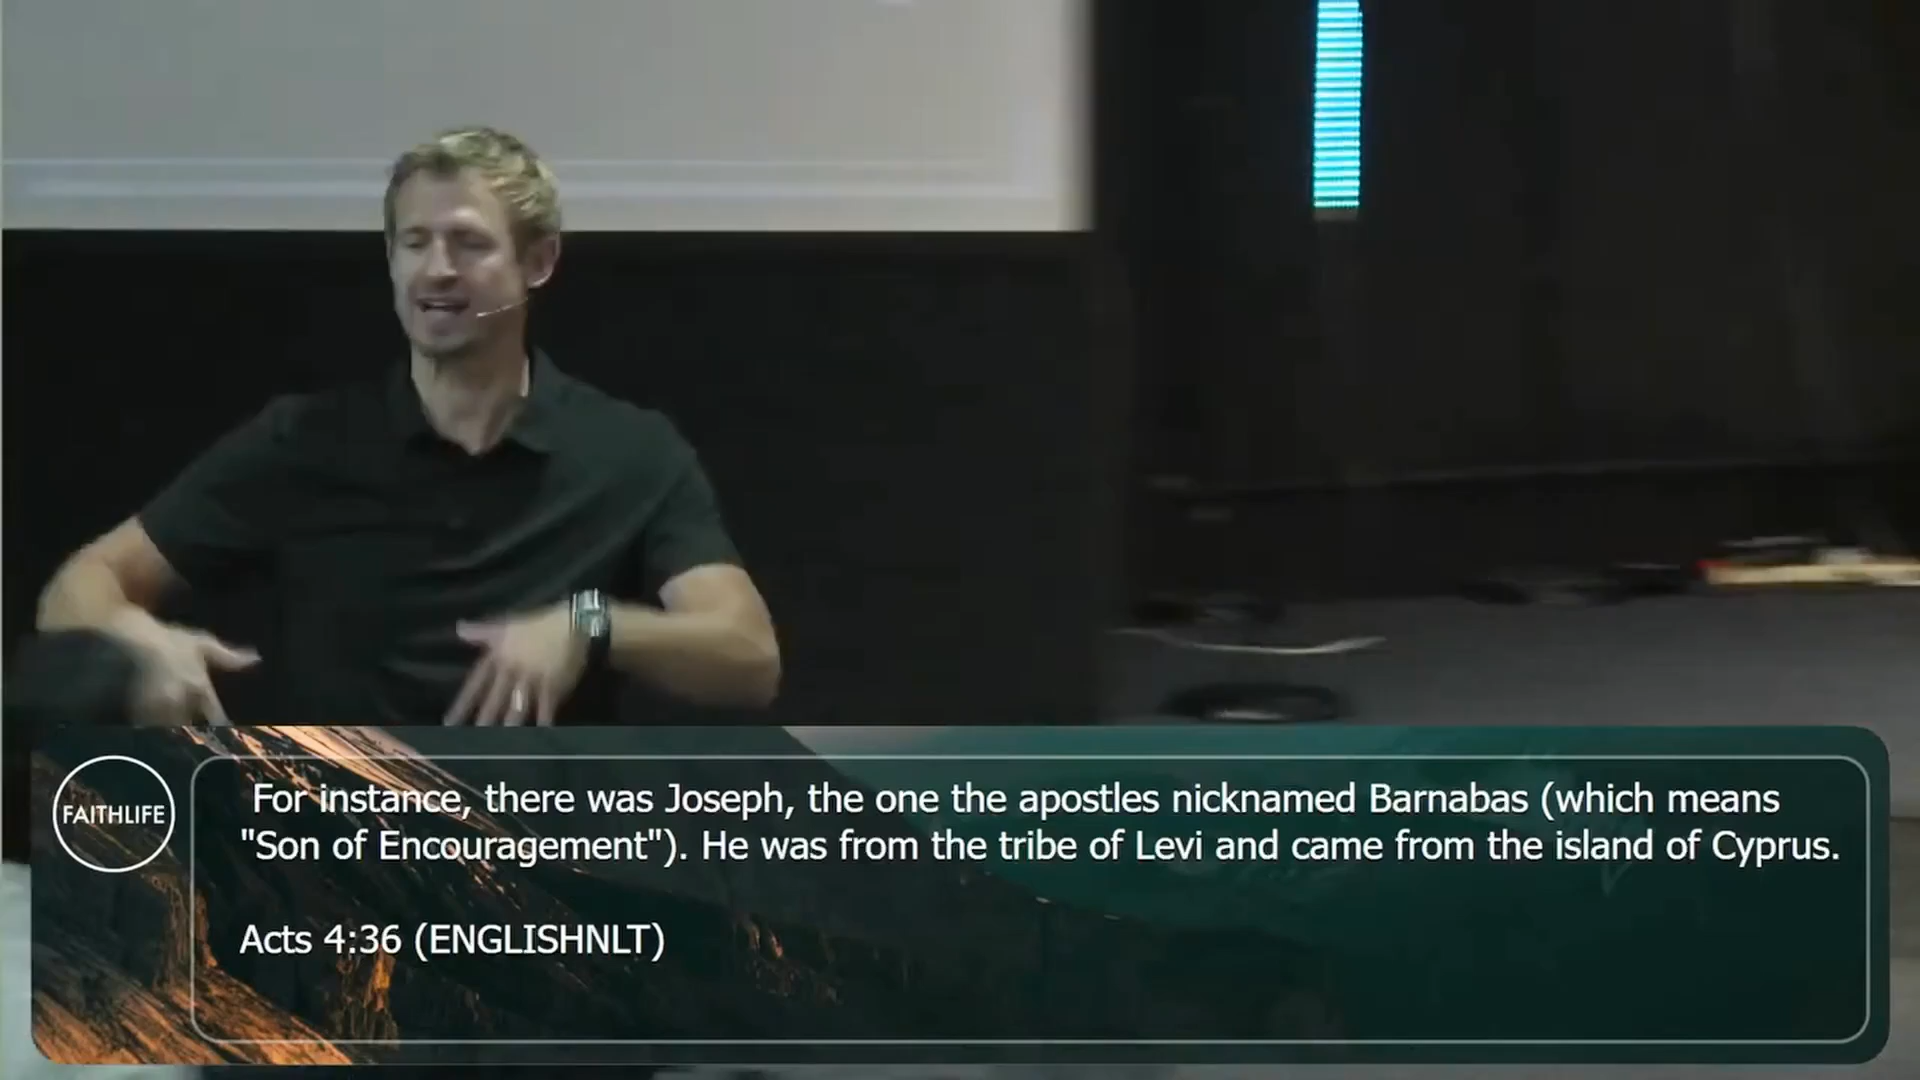 FAITHLIFE
For instance, there was Joseph, the one the apostles nicknamed Barnabas (which means
"Son of Encouragement"). He was from the tribe of Levi and came from the island of Cyprus.
Acts 4:36 (ENGLISHNLT)